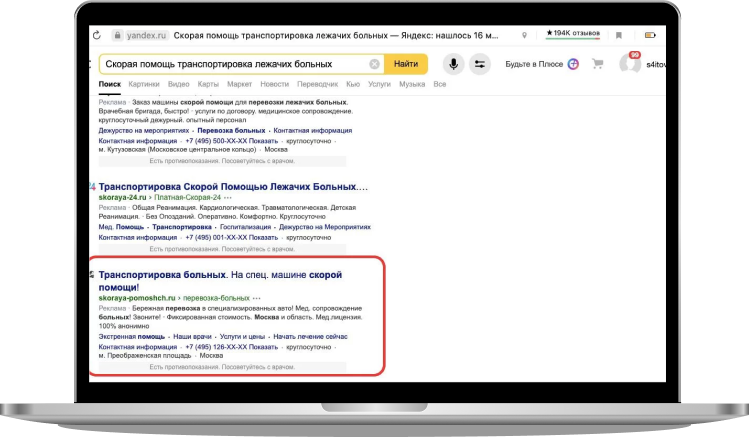 yandex.ru Скорая помощь транспортировка лежачих больных — Яндекс: нашлось 16 м... ★194K отзывов
Скорая помощь транспортировка лежачих больных Найти Будьте в Плюсе 99 s4itov
Поиск Картинки Видео Карты Маркет Новости Переводчик Кью Услуги Музыка Все
Реклама · Заказ машины скорой помощи для перевозки лежачих больных.
Врачебная бригада, быстро! · услуги по договору. медицинское сопровождение.
круглосуточный дежурный. опытный персонал
Дежурство на мероприятиях · Перевозка больных · Контактная информация
Контактная информация · +7 (495) 500-XX-XX Показать · круглосуточно ·
м. Кутузовская (Московское центральное кольцо) · Москва
Есть противопоказания. Посоветуйтесь с врачом.
Транспортировка Скорой Помощью Лежачих Больных....
skoraya-24.ru › Платная-Скорая-24 ···
Реклама · Общая Реанимация. Кардиологическая. Травматологическая. Детская
Реанимация. · Без Опозданий. Оперативно. Комфортно. Круглосуточно
Мед. Помощь · Транспортировка · Госпитализация · Дежурство на Мероприятиях
Контактная информация · +7 (495) 001-XX-XX Показать · круглосуточно
Есть противопоказания. Посоветуйтесь с врачом.
Транспортировка больных. На спец. машине скорой
помощи!
skoraya-pomoshch.ru › перевозка-больных ···
Реклама · Бережная перевозка в специализированных авто! Мед. сопровождение
больных! Звоните! · Фиксированная стоимость. Москва и область. Мед.лицензия.
100% анонимно
Экстренная помощь · Наши врачи · Услуги и цены · Начать лечение сейчас
Контактная информация · +7 (495) 126-XX-XX Показать · круглосуточно ·
м. Преображенская площадь · Москва
Есть противопоказания. Посоветуйтесь с врачом.